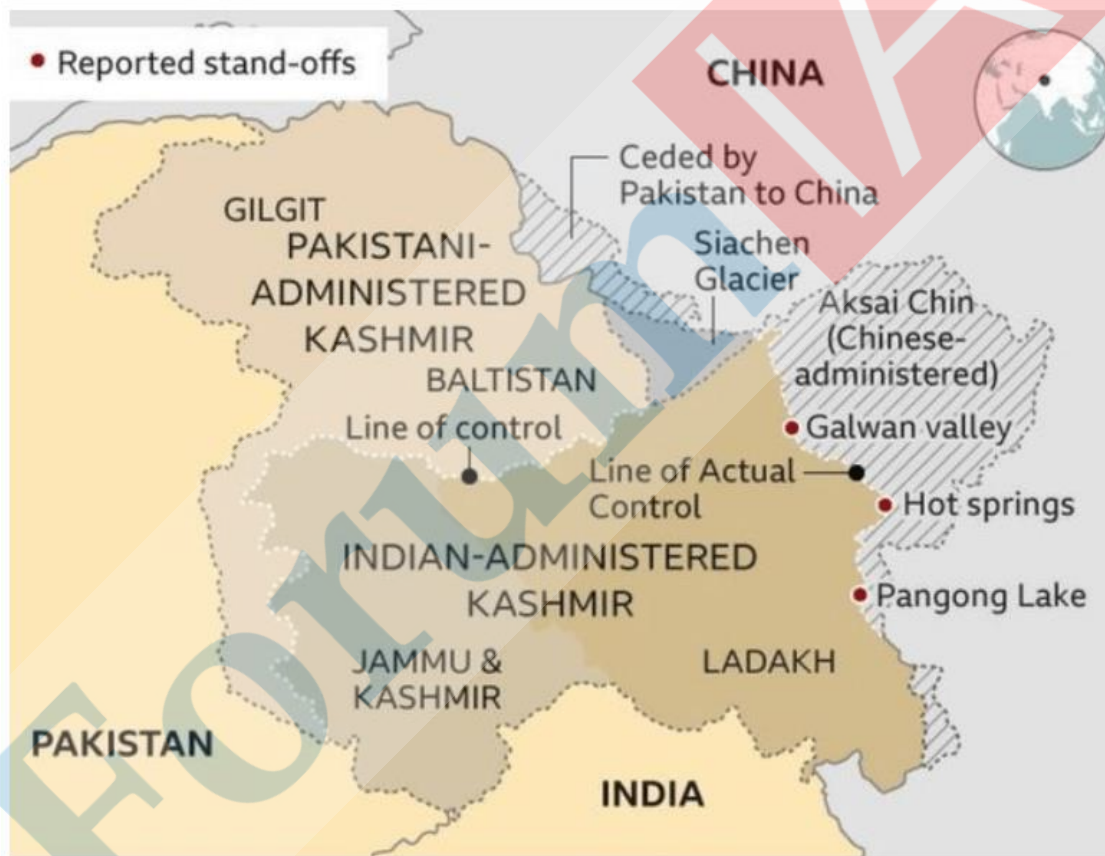 Reported stand-offs
CHINA
Ceded by
Pakistan to China
GILGIT
PAKISTANI-
ADMINISTERED
KASHMIR
Siachen
Glacier
Aksai Chin
(Chinese-
administered)
BALTISTAN
Line of control
Galwan valley
Line of Actual
Control
Hot springs
INDIAN-ADMINISTERED
KASHMIR
Pangong Lake
JAMMU &
KASHMIR
LADAKH
PAKISTAN
INDIA
ForumIA